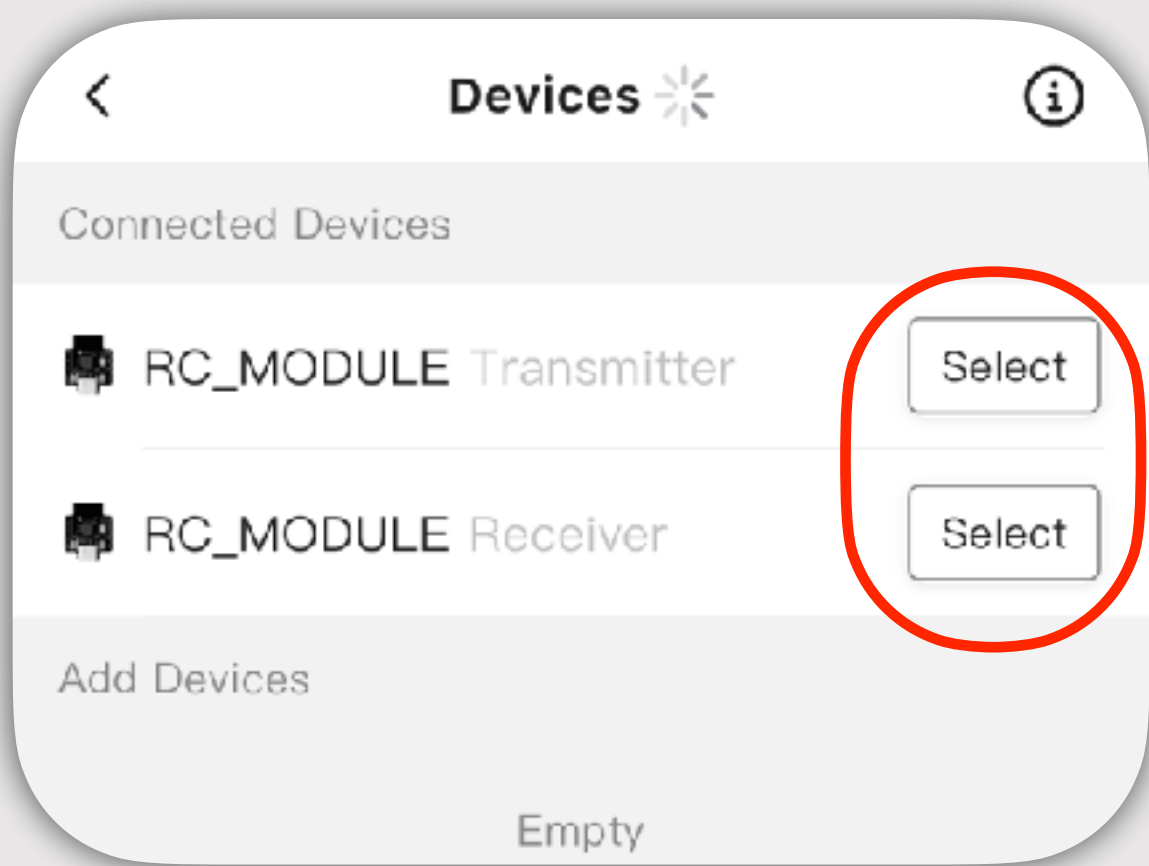 Devices
Connected Devices
RC_MODULE Transmitter Select
RC_MODULE Receiver Select
Add Devices
Empty